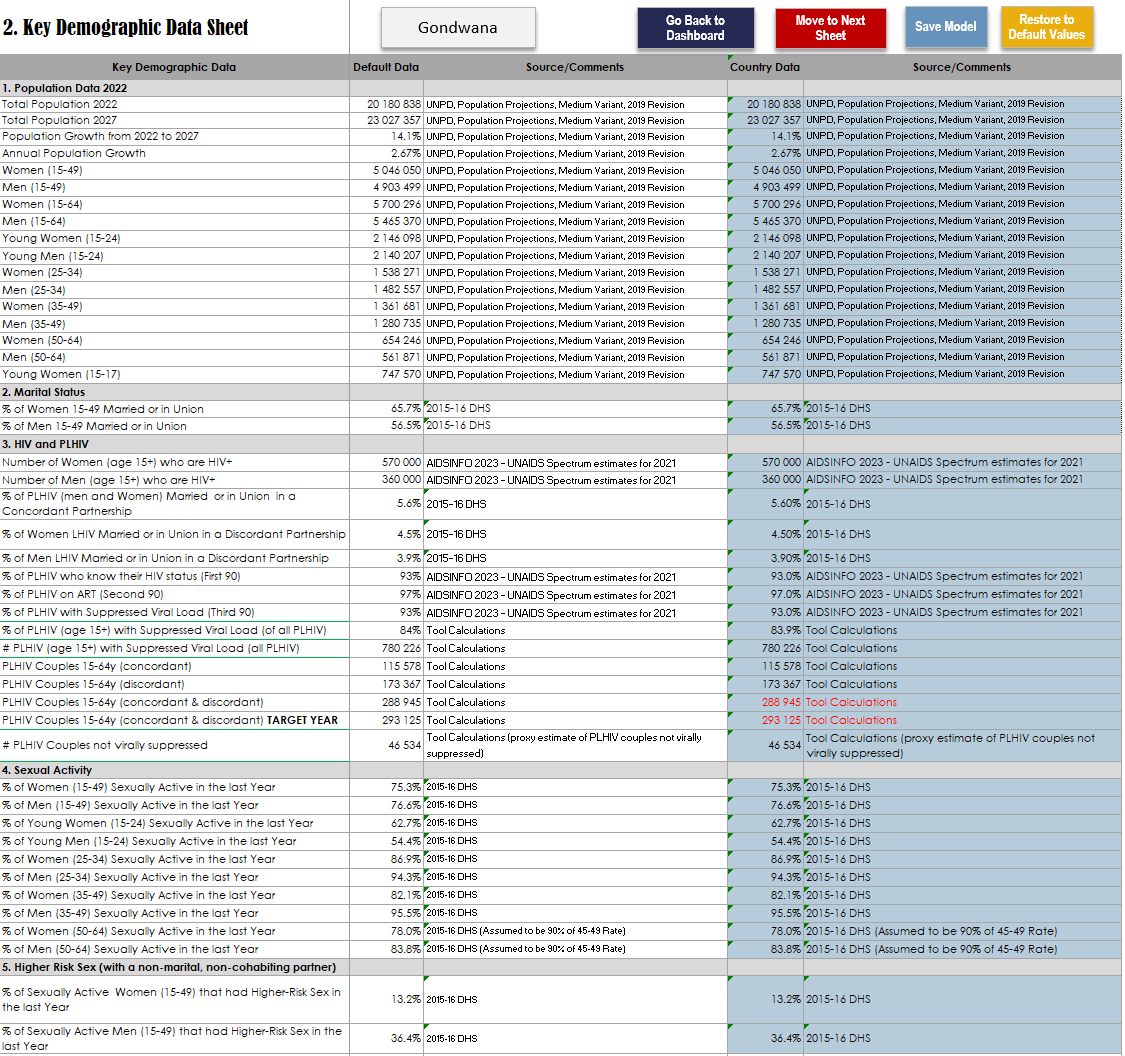 2. Key Demographic Data Sheet
Gondwana
Go Back to
Dashboard
Move to Next
Sheet
Save Model
Restore to
Default Values
Key Demographic Data Default Data Source/Comments Country Data Source/Comments
1. Population Data 2022
Total Population 2022 20 180 838 UNPD, Population Projections, Medium Variant, 2019 Revision 20 180 838 UNPD, Population Projections, Medium Variant, 2019 Revision
Total Population 2027 23 027 357 UNPD, Population Projections, Medium Variant, 2019 Revision 23 027 357 UNPD, Population Projections, Medium Variant, 2019 Revision
Population Growth from 2022 to 2027 14.1% UNPD, Population Projections, Medium Variant, 2019 Revision 14.1% UNPD, Population Projections, Medium Variant, 2019 Revision
Annual Population Growth 2.67% UNPD, Population Projections, Medium Variant, 2019 Revision 2.67% UNPD, Population Projections, Medium Variant, 2019 Revision
Women (15-49) 5 046 050 UNPD, Population Projections, Medium Variant, 2019 Revision 5 046 050 UNPD, Population Projections, Medium Variant, 2019 Revision
Men (15-49) 4 903 499 UNPD, Population Projections, Medium Variant, 2019 Revision 4 903 499 UNPD, Population Projections, Medium Variant, 2019 Revision
Women (15-64) 5 700 296 UNPD, Population Projections, Medium Variant, 2019 Revision 5 700 296 UNPD, Population Projections, Medium Variant, 2019 Revision
Men (15-64) 5 465 370 UNPD, Population Projections, Medium Variant, 2019 Revision 5 465 370 UNPD, Population Projections, Medium Variant, 2019 Revision
Young Women (15-24) 2 146 098 UNPD, Population Projections, Medium Variant, 2019 Revision 2 146 098 UNPD, Population Projections, Medium Variant, 2019 Revision
Young Men (15-24) 2 140 207 UNPD, Population Projections, Medium Variant, 2019 Revision 2 140 207 UNPD, Population Projections, Medium Variant, 2019 Revision
Women (25-34) 1 538 271 UNPD, Population Projections, Medium Variant, 2019 Revision 1 538 271 UNPD, Population Projections, Medium Variant, 2019 Revision
Men (25-34) 1 482 557 UNPD, Population Projections, Medium Variant, 2019 Revision 1 482 557 UNPD, Population Projections, Medium Variant, 2019 Revision
Women (35-49) 1 361 681 UNPD, Population Projections, Medium Variant, 2019 Revision 1 361 681 UNPD, Population Projections, Medium Variant, 2019 Revision
Men (35-49) 1 280 735 UNPD, Population Projections, Medium Variant, 2019 Revision 1 280 735 UNPD, Population Projections, Medium Variant, 2019 Revision
Women (50-64) 654 246 UNPD, Population Projections, Medium Variant, 2019 Revision 654 246 UNPD, Population Projections, Medium Variant, 2019 Revision
Men (50-64) 561 871 UNPD, Population Projections, Medium Variant, 2019 Revision 561 871 UNPD, Population Projections, Medium Variant, 2019 Revision
Young Women (15-17) 747 570 UNPD, Population Projections, Medium Variant, 2019 Revision 747 570 UNPD, Population Projections, Medium Variant, 2019 Revision
2. Marital Status
% of Women 15-49 Married or in Union 65.7% 2015-16 DHS 65.7% 2015-16 DHS
% of Men 15-49 Married or in Union 56.5% 2015-16 DHS 56.5% 2015-16 DHS
3. HIV and PLHIV
Number of Women (age 15+) who are HIV+ 570 000 AIDSINFO 2023 - UNAIDS Spectrum estimates for 2021 570 000 AIDSINFO 2023 - UNAIDS Spectrum estimates for 2021
Number of Men (age 15+) who are HIV+ 360 000 AIDSINFO 2023 - UNAIDS Spectrum estimates for 2021 360 000 AIDSINFO 2023 - UNAIDS Spectrum estimates for 2021
% of PLHIV (men and Women) Married or in Union in a
Concordant Partnership 5.6% 2015-16 DHS 5.60% 2015-16 DHS
% of Women LHIV Married or in Union in a Discordant Partnership 4.5% 2015-16 DHS 4.50% 2015-16 DHS
% of Men LHIV Married or in Union in a Discordant Partnership 3.9% 2015-16 DHS 3.90% 2015-16 DHS
% of PLHIV who know their HIV status (First 90) 93% AIDSINFO 2023 - UNAIDS Spectrum estimates for 2021 93.0% AIDSINFO 2023 - UNAIDS Spectrum estimates for 2021
% of PLHIV on ART (Second 90) 97% AIDSINFO 2023 - UNAIDS Spectrum estimates for 2021 97.0% AIDSINFO 2023 - UNAIDS Spectrum estimates for 2021
% of PLHIV with Suppressed Viral Load (Third 90) 93% AIDSINFO 2023 - UNAIDS Spectrum estimates for 2021 93.0% AIDSINFO 2023 - UNAIDS Spectrum estimates for 2021
% of PLHIV (age 15+) with Suppressed Viral Load (of all PLHIV) 84% Tool Calculations 83.9% Tool Calculations
# PLHIV (age 15+) with Suppressed Viral Load (all PLHIV) 780 226 Tool Calculations 780 226 Tool Calculations
PLHIV Couples 15-64y (concordant) 115 578 Tool Calculations 115 578 Tool Calculations
PLHIV Couples 15-64y (discordant) 173 367 Tool Calculations 173 367 Tool Calculations
PLHIV Couples 15-64y (concordant & discordant) 288 945 Tool Calculations 288 945 Tool Calculations
PLHIV Couples 15-64y (concordant & discordant) TARGET YEAR 293 125 Tool Calculations 293 125 Tool Calculations
# PLHIV Couples not virally suppressed 46 534 Tool Calculations (proxy estimate of PLHIV couples not virally
suppressed) 46 534 Tool Calculations (proxy estimate of PLHIV couples not
virally suppressed)
4. Sexual Activity
% of Women (15-49) Sexually Active in the last Year 75.3% 2015-16 DHS 75.3% 2015-16 DHS
% of Men (15-49) Sexually Active in the last Year 76.6% 2015-16 DHS 76.6% 2015-16 DHS
% of Young Women (15-24) Sexually Active in the last Year 62.7% 2015-16 DHS 62.7% 2015-16 DHS
% of Young Men (15-24) Sexually Active in the last Year 54.4% 2015-16 DHS 54.4% 2015-16 DHS
% of Women (25-34) Sexually Active in the last Year 86.9% 2015-16 DHS 86.9% 2015-16 DHS
% of Men (25-34) Sexually Active in the last Year 94.3% 2015-16 DHS 94.3% 2015-16 DHS
% of Women (35-49) Sexually Active in the last Year 82.1% 2015-16 DHS 82.1% 2015-16 DHS
% of Men (35-49) Sexually Active in the last Year 95.5% 2015-16 DHS 95.5% 2015-16 DHS
% of Women (50-64) Sexually Active in the last Year 78.0% 2015-16 DHS (Assumed to be 90% of 45-49 Rate) 78.0% 2015-16 DHS (Assumed to be 90% of 45-49 Rate)
% of Men (50-64) Sexually Active in the last Year 83.8% 2015-16 DHS (Assumed to be 90% of 45-49 Rate) 83.8% 2015-16 DHS (Assumed to be 90% of 45-49 Rate)
5. Higher Risk Sex (with a non-marital, non-cohabiting partner)
% of Sexually Active Women (15-49) that had Higher-Risk Sex in
the last Year 13.2% 2015-16 DHS 13.2% 2015-16 DHS
% of Sexually Active Men (15-49) that had Higher-Risk Sex in the
last Year 36.4% 2015-16 DHS 36.4% 2015-16 DHS